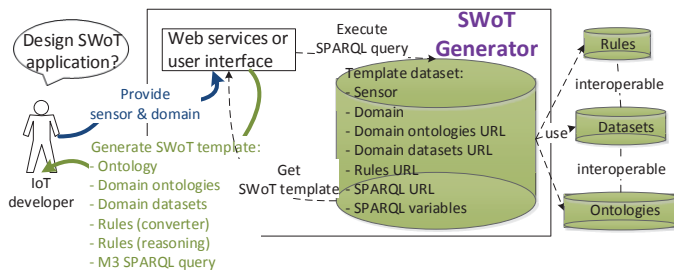 Design SWoT
application?
IoT
developer
Provide
sensor & domain
Web services or
user interface
Execute
SPARQL query
SWoT
Generator
Generate SWoT template:
- Ontology
- Domain ontologies
- Domain datasets
- Rules (converter)
- Rules (reasoning)
- M3 SPARQL query
Get
SWoT template
Template dataset:
- Sensor
- Domain
- Domain ontologies URL
- Domain datasets URL
- Rules URL
- SPARQL URL
- SPARQL variables
use
Rules
interoperable
Datasets
interoperable
Ontologies